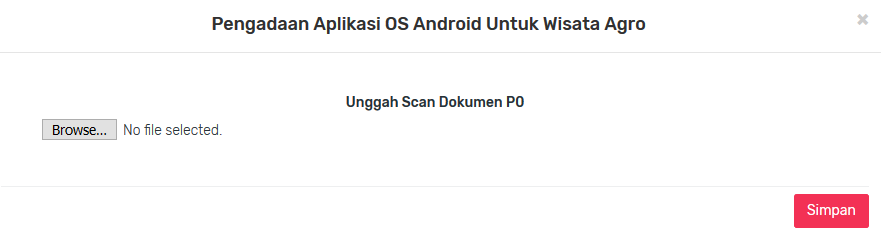 Pengadaan Aplikasi OS Android Untuk Wisata Agro
×
Unggah Scan Dokumen PO
Browse... No file selected.
Simpan